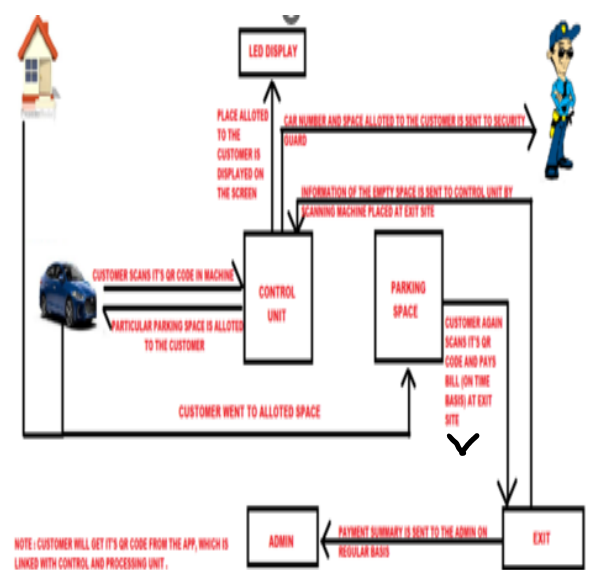 LED DISPLAY
PLACE ALLOTED
TO THE
CUSTOMER IS
DISPLAYED ON
THE SCREEN
CAR NUMBER AND SPACE ALLOTED TO THE CUSTOMER IS SENT TO SECURITY
GUARD
INFORMATION OF THE EMPTY SPACE IS SENT TO CONTROL UNIT BY
SCANNING MACHINE PLACED AT EXIT SITE
CUSTOMER SCANS IT'S QR CODE IN MACHINE
CONTROL
UNIT
PARKING
SPACE
PARTICULAR PARKING SPACE IS ALLOTED
TO THE CUSTOMER
CUSTOMER AGAIN
SCANS IT'S QR
CODE AND PAYS
BILL (ON TIME
BASIS) AT EXIT
SITE
CUSTOMER WENT TO ALLOTED SPACE
ADMIN
PAYMENT SUMMARY IS SENT TO THE ADMIN ON
REGULAR BASIS
EXIT
NOTE : CUSTOMER WILL GET IT'S QR CODE FROM THE APP, WHICH IS
LINKED WITH CONTROL AND PROCESSING UNIT .